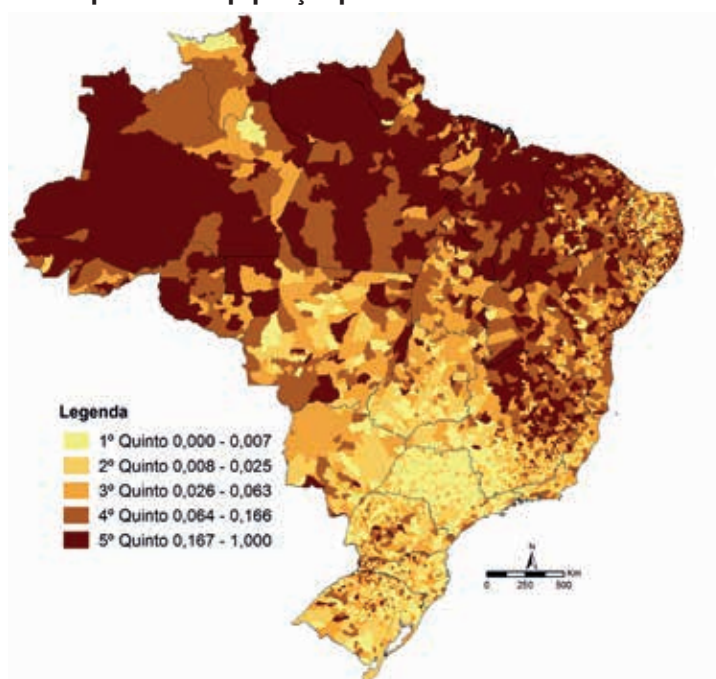 Legenda
1º Quinto 0,000 - 0,007
2º Quinto 0,008 - 0,025
3º Quinto 0,026 - 0,063
4º Quinto 0,064 - 0,166
5º Quinto 0,167 - 1,000
N
Km
0 250 500